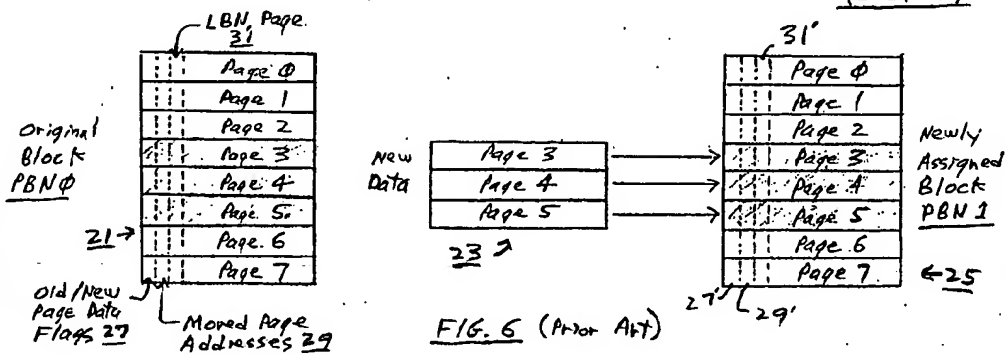 LBN, Page
31
Original
Block
PBNØ
Page Ø
Page 1
Page 2
Page 3
Page 4
Page 5
Page 6
Page 7
21
Old/New
Page Data
Flags 27
Moved Page
Addresses 29
New
Data
Page 3
Page 4
Page 5
23
FIG. 6 (Prior Art)
31'
Page Ø
Page 1
Page 2
Page 3
Page 4
Page 5
Page 6
Page 7
Newly
Assigned
Block
PBN 1
25
27'
29'